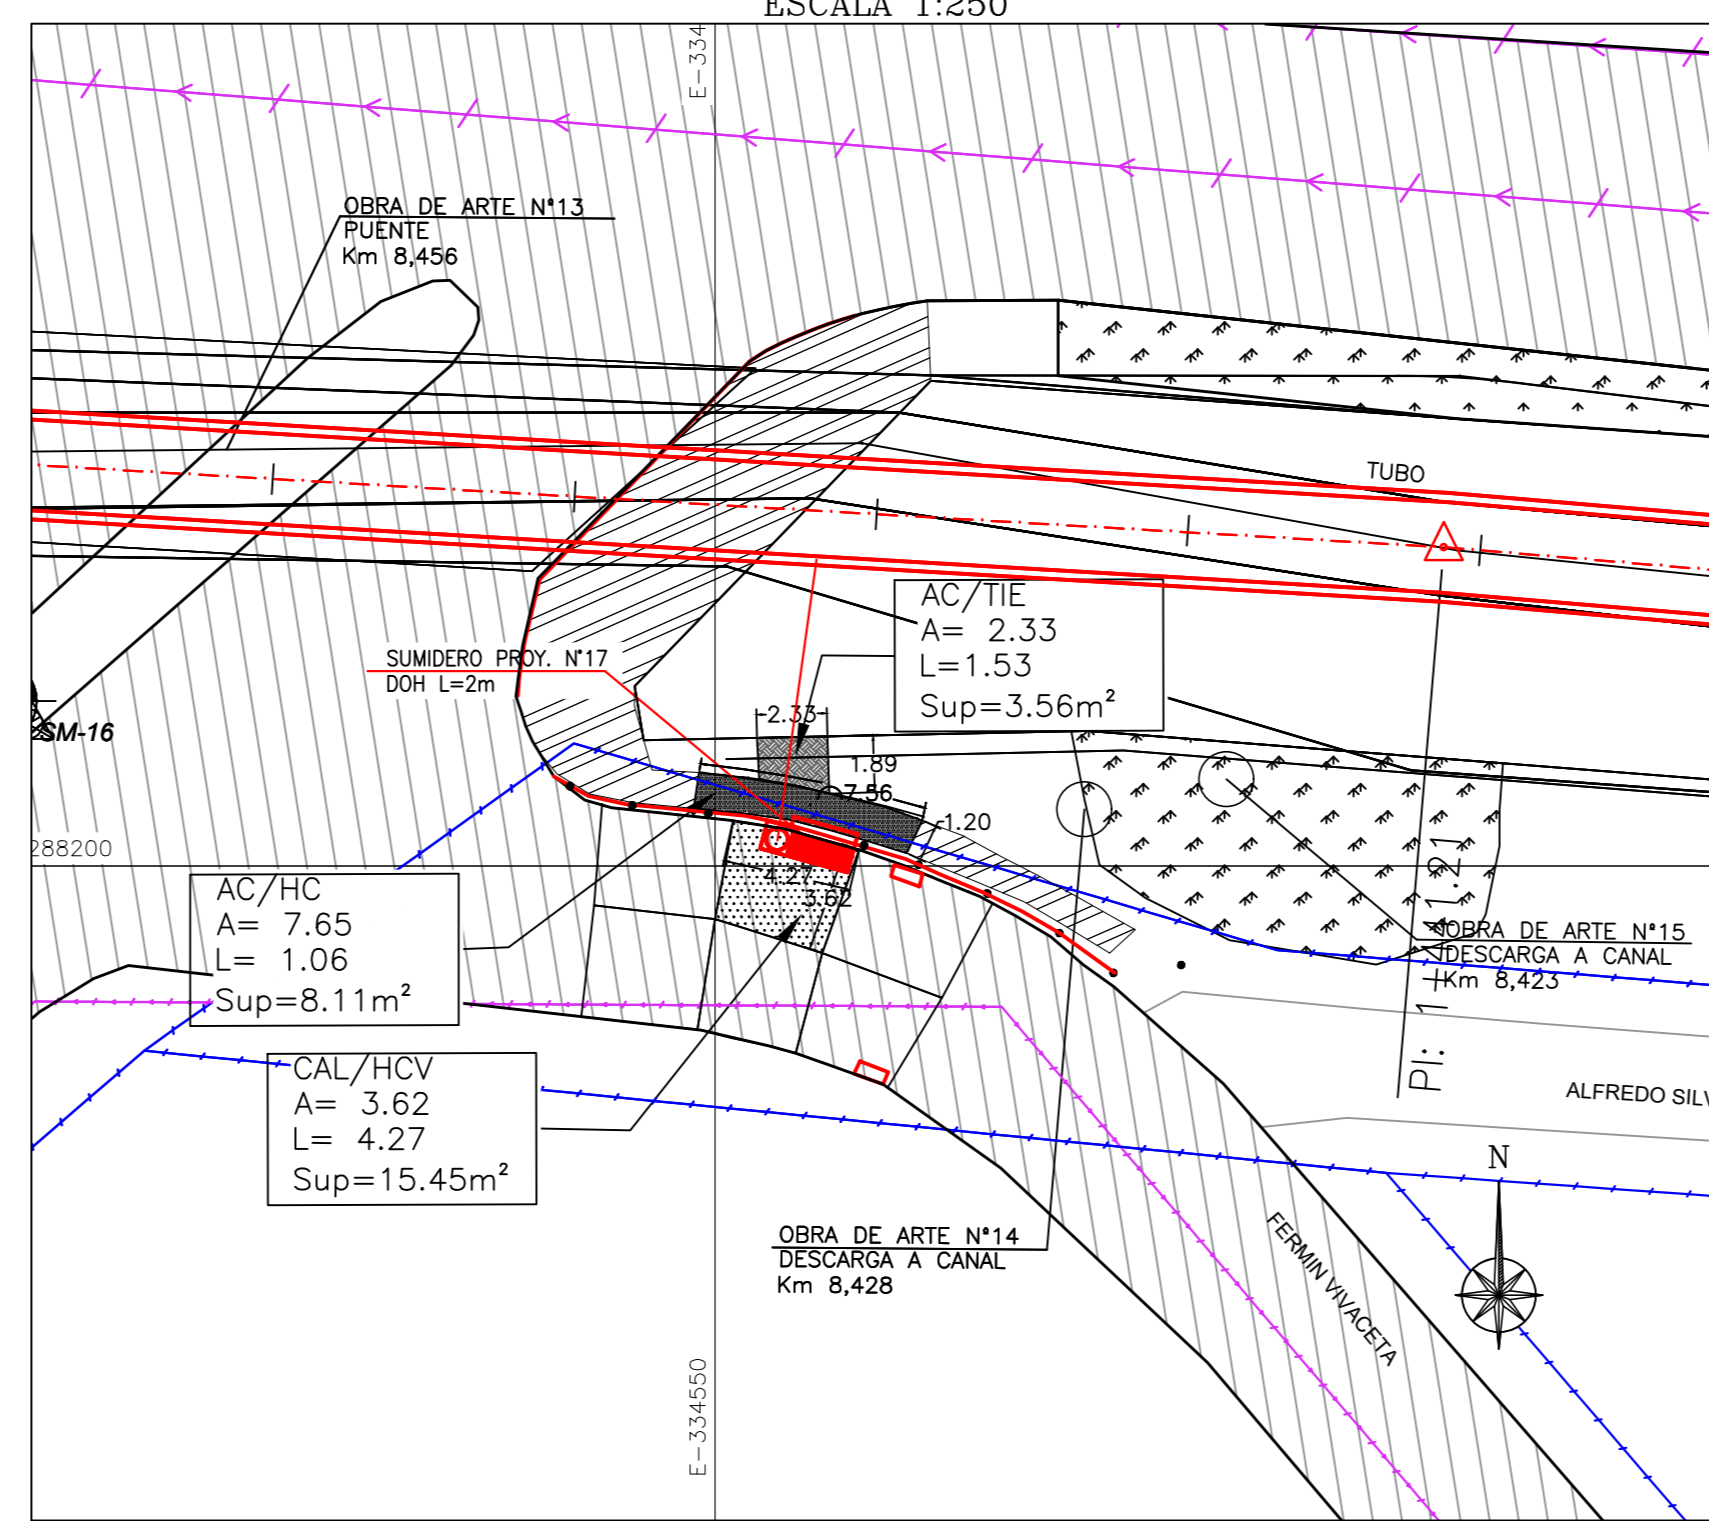 ESCALA 1:250
E-334
OBRA DE ARTE N°13
PUENTE
Km 8,456
TUBO
AC/TIE
A= 2.33
L=1.53
Sup=3.56m²
SUMIDERO PROY. N°17
DOH L=2m
2.33
SM-16
1.89
7.56
1.20
288200
4.27
3.62
AC/HC
A= 7.65
L= 1.06
Sup=8.11m²
OBRA DE ARTE N°15
DESCARGA A CANAL
Km 8,423
CAL/HCV
A= 3.62
L= 4.27
Sup=15.45m²
ALFREDO SILV
N
OBRA DE ARTE N°14
DESCARGA A CANAL
Km 8,428
FERMIN VIVACETA
E-334550